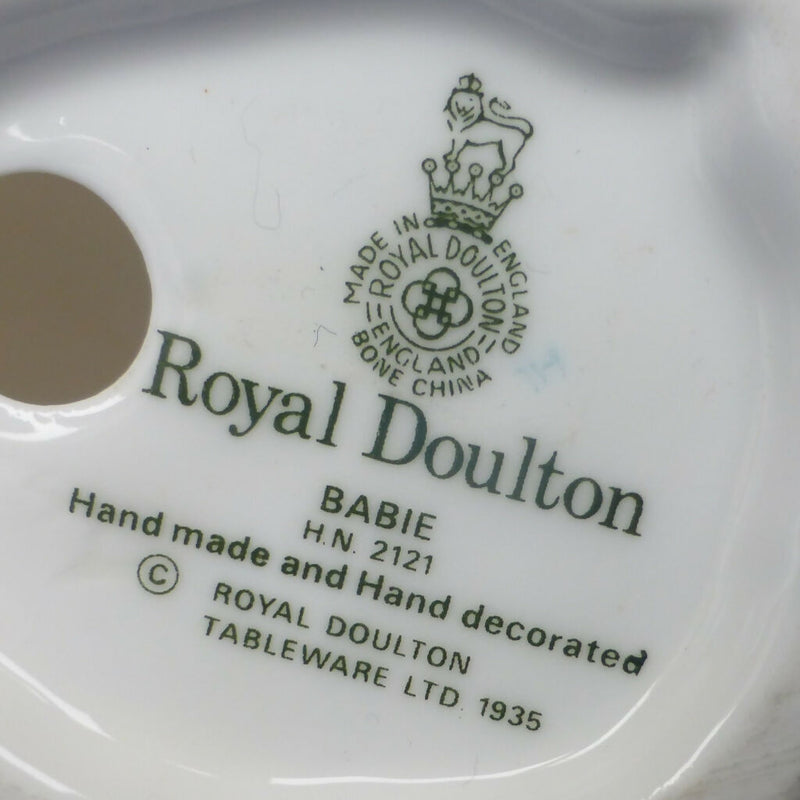 MADE IN ENGLAND
ROYAL DOULTON
ENGLAND
BONE CHINA
Royal Doulton
BABIE
H.N. 2121
Hand made and Hand decorated
© ROYAL DOULTON
TABLEWARE LTD. 1935